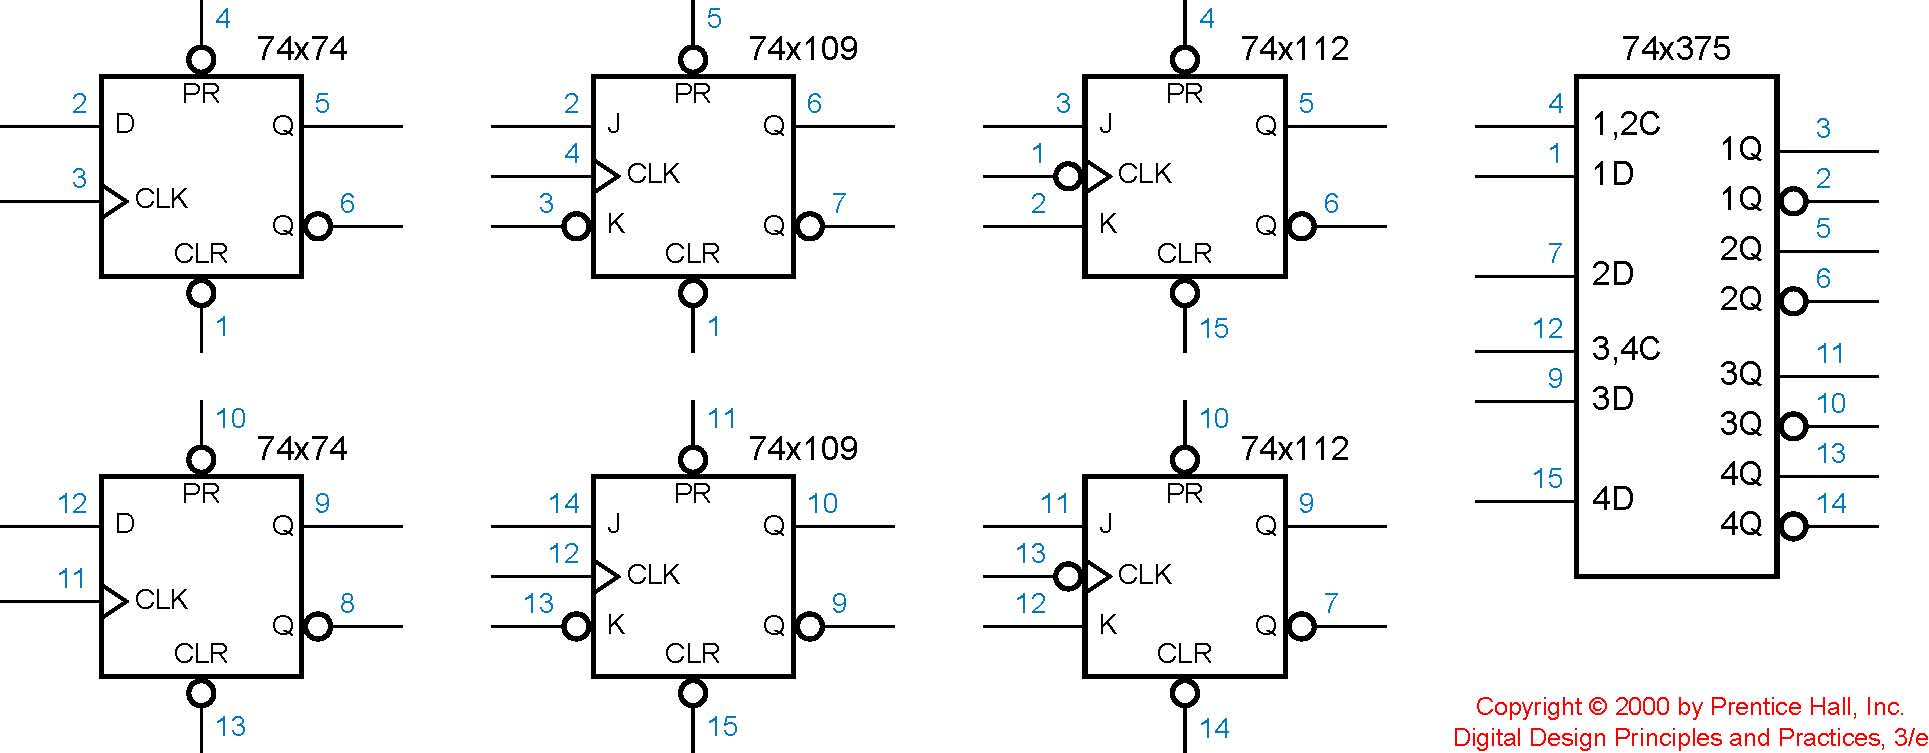 4 5 4
74x74 74x109 74x112 74x375
PR PR PR
2 D Q 5 2 J Q 6 3 J Q 5 4 1,2C
1Q 3
4 CLK 1 CLK 1 1D
3 CLK 1Q 2
6 3 K Q 7 2 K Q 6 2Q 5
Q
CLR CLR CLR 7 2D
2Q 6
1 1 15 12 3,4C
3Q 11
9 3D
10 11 10 3Q 10
74x74 74x109 74x112
4Q 13
PR PR PR 15 4D
12 D Q 9 14 J Q 10 11 J Q 9 4Q 14
12 CLK 13 CLK
11 CLK
Q 8 13 K Q 9 12 K Q 7
CLR CLR CLR
13 15 14
Copyright © 2000 by Prentice Hall, Inc.
Digital Design Principles and Practices, 3/e